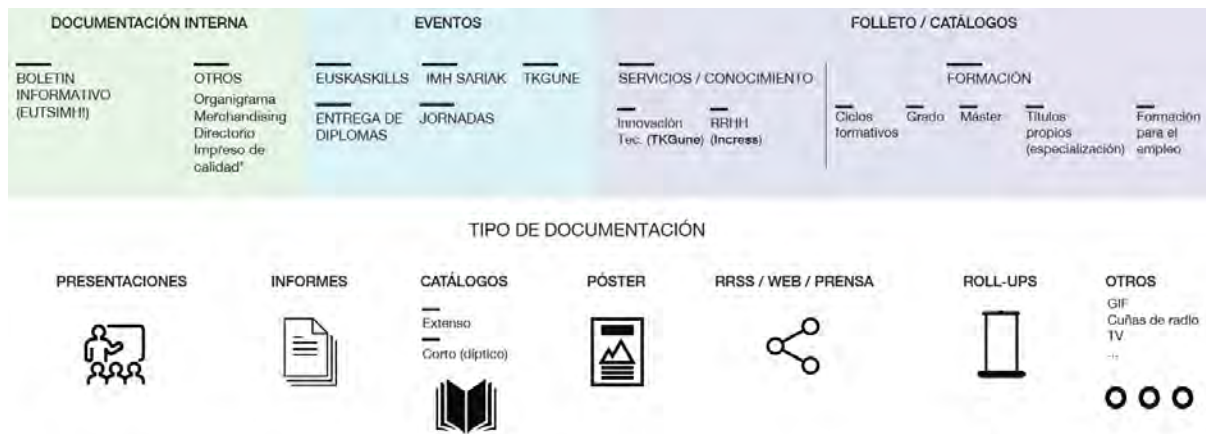 DOCUMENTACIÓN INTERNA
BOLETIN
INFORMATIVO
(EUTSIMH!)
OTROS
Organigrama
Merchandising
Directorio
Impreso de
calidad*
EVENTOS
EUSKASKILLS
IMH SARIAK
TKGUNE
ENTREGA DE
DIPLOMAS
JORNADAS
FOLLETO / CATÁLOGOS
SERVICIOS / CONOCIMIENTO
Innovación
Tec. (TKGune)
RRHH
(Incress)
FORMACIÓN
Ciclos
formativos
Grado
Máster
Títulos
propios
(especialización)
Formación
para el
empleo
TIPO DE DOCUMENTACIÓN
PRESENTACIONES
INFORMES
CATÁLOGOS
Extenso
Corto (díptico)
PÓSTER
RRSS / WEB / PRENSA
ROLL-UPS
OTROS
GIF
Cuñas de radio
TV
...